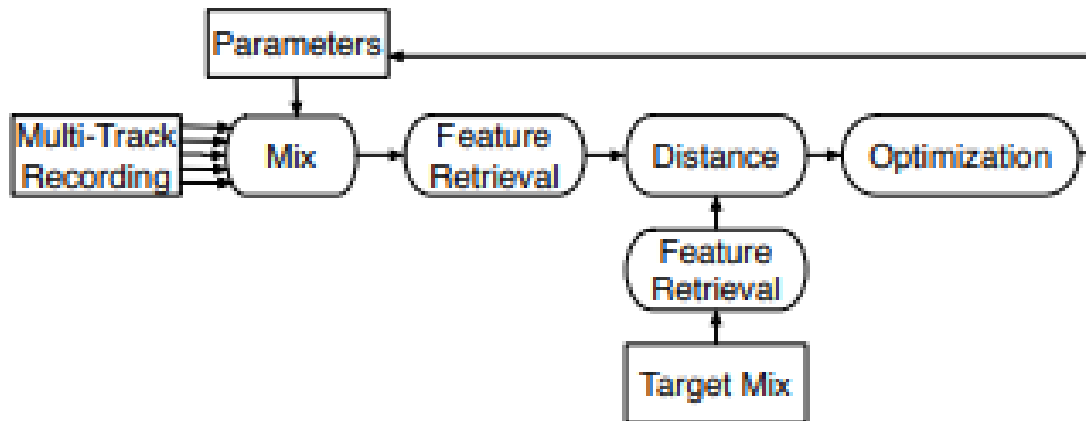 Parameters
Multi-Track
Recording
Mix
Feature
Retrieval
Distance
Optimization
Feature
Retrieval
Target Mix